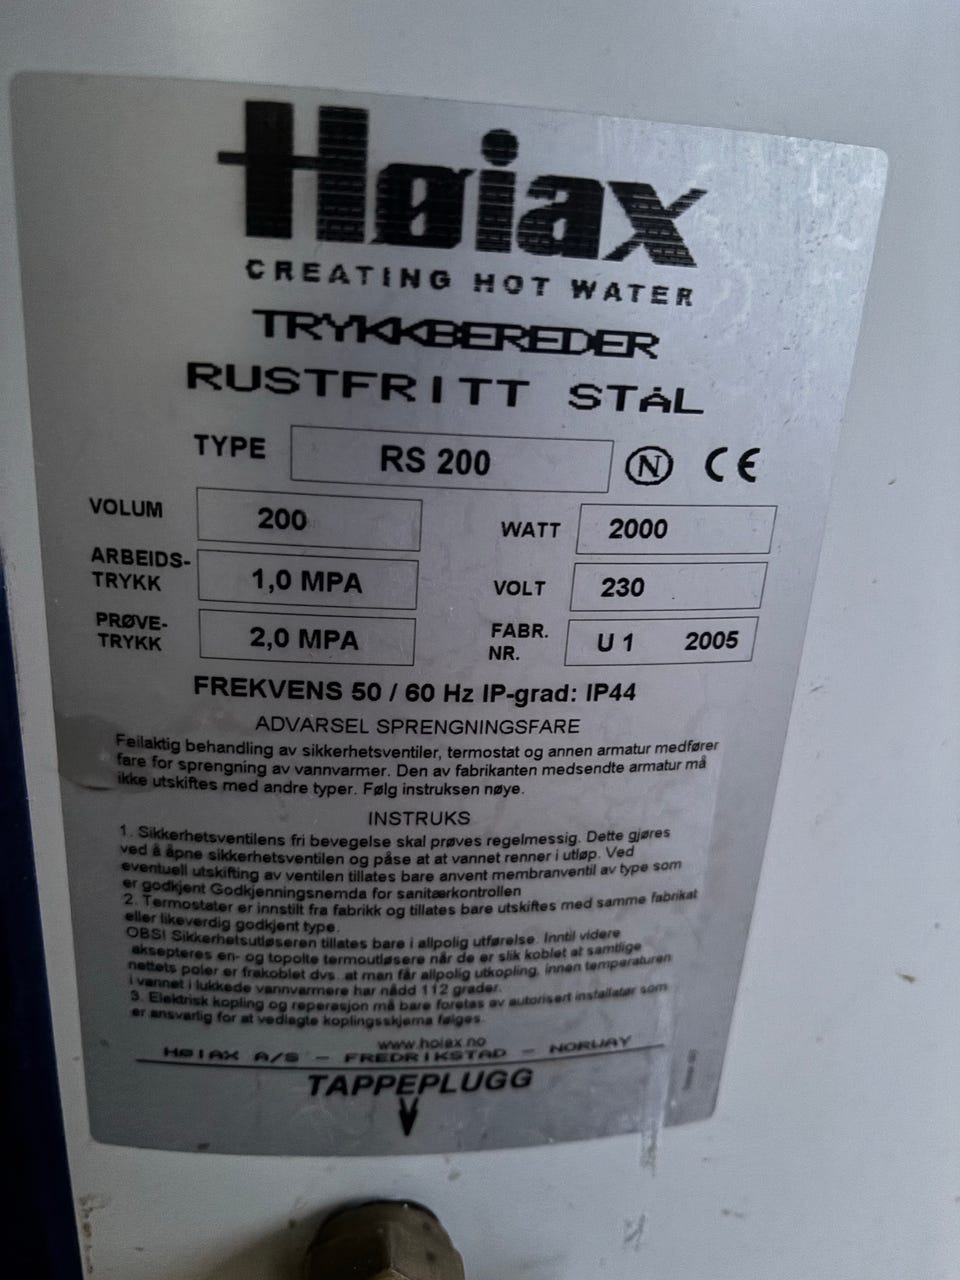 Høiax
CREATING HOT WATER
TRYKKBEREDER
RUSTFRITT STÅL
TYPE RS 200 N CE
VOLUM 200 WATT 2000
ARBEIDS-
TRYKK 1,0 MPA VOLT 230
PRØVE-
TRYKK 2,0 MPA FABR.
NR. U 1 2005
FREKVENS 50 / 60 Hz IP-grad: IP44
ADVARSEL SPRENGNINGSFARE
Feilaktig behandling av sikkerhetsventiler, termostat og annen armatur medfører
fare for sprengning av vannvarmer. Den av fabrikanten medsendte armatur må
ikke utskiftes med andre typer. Følg instruksen nøye.
INSTRUKS
1. Sikkerhetsventilens fri bevegelse skal prøves regelmessig. Dette gjøres
ved å åpne sikkerhetsventilen og påse at at vannet renner i utløp. Ved
eventuell utskifting av ventilen tillates bare anvent membranventil av type som
er godkjent Godkjenningsnemda for sanitærkontrollen
2. Termostater er innstilt fra fabrikk og tillates bare utskiftes med samme fabrikat
eller likeverdig godkjent type.
OBS! Sikkerhetsutløseren tillates bare i allpolig utførelse. Inntil videre
aksepteres en- og topolte termoutløsere når de er slik koblet at samtlige
nettets poler er frakoblet dvs. at man får allpolig utkopling, innen temperaturen
i vannet i lukkede vannvarmere har nådd 112 grader.
3. Elektrisk kopling og reperasjon må bare foretas av autorisert installatør som
er ansvarlig for at vedlagte koplingsskjema følges.
www.hoiax.no
HØIAX A/S - FREDRIKSTAD - NORWAY
TAPPEPLUGG